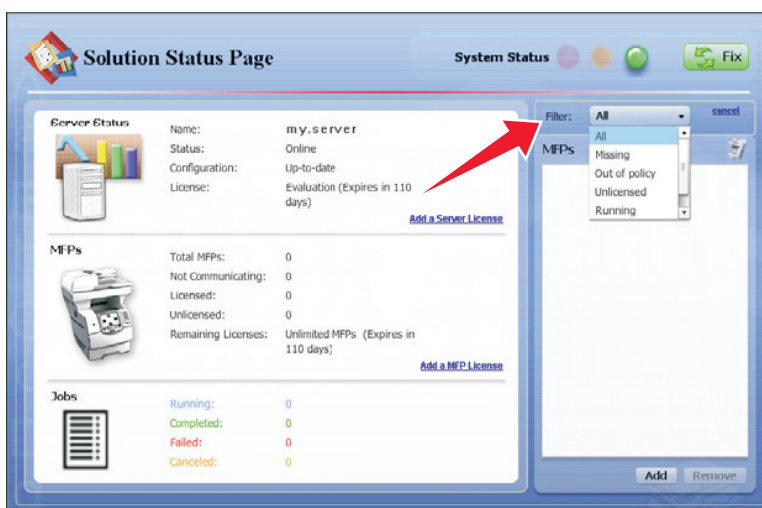 Solution Status Page
System Status
Fix
Server Status
Name: my.server
Status: Online
Configuration: Up-to-date
License: Evaluation (Expires in 110
days)
Add a Server License
MFPs
Total MFPs: 0
Not Communicating: 0
Licensed: 0
Unlicensed: 0
Remaining Licenses: Unlimited MFPs (Expires in
110 days)
Add a MFP License
Jobs
Running: 0
Completed: 0
Failed: 0
Canceled: 0
Filter: All cancel
All
Missing
Out of policy
Unlicensed
Running
MFPs
Add Remove